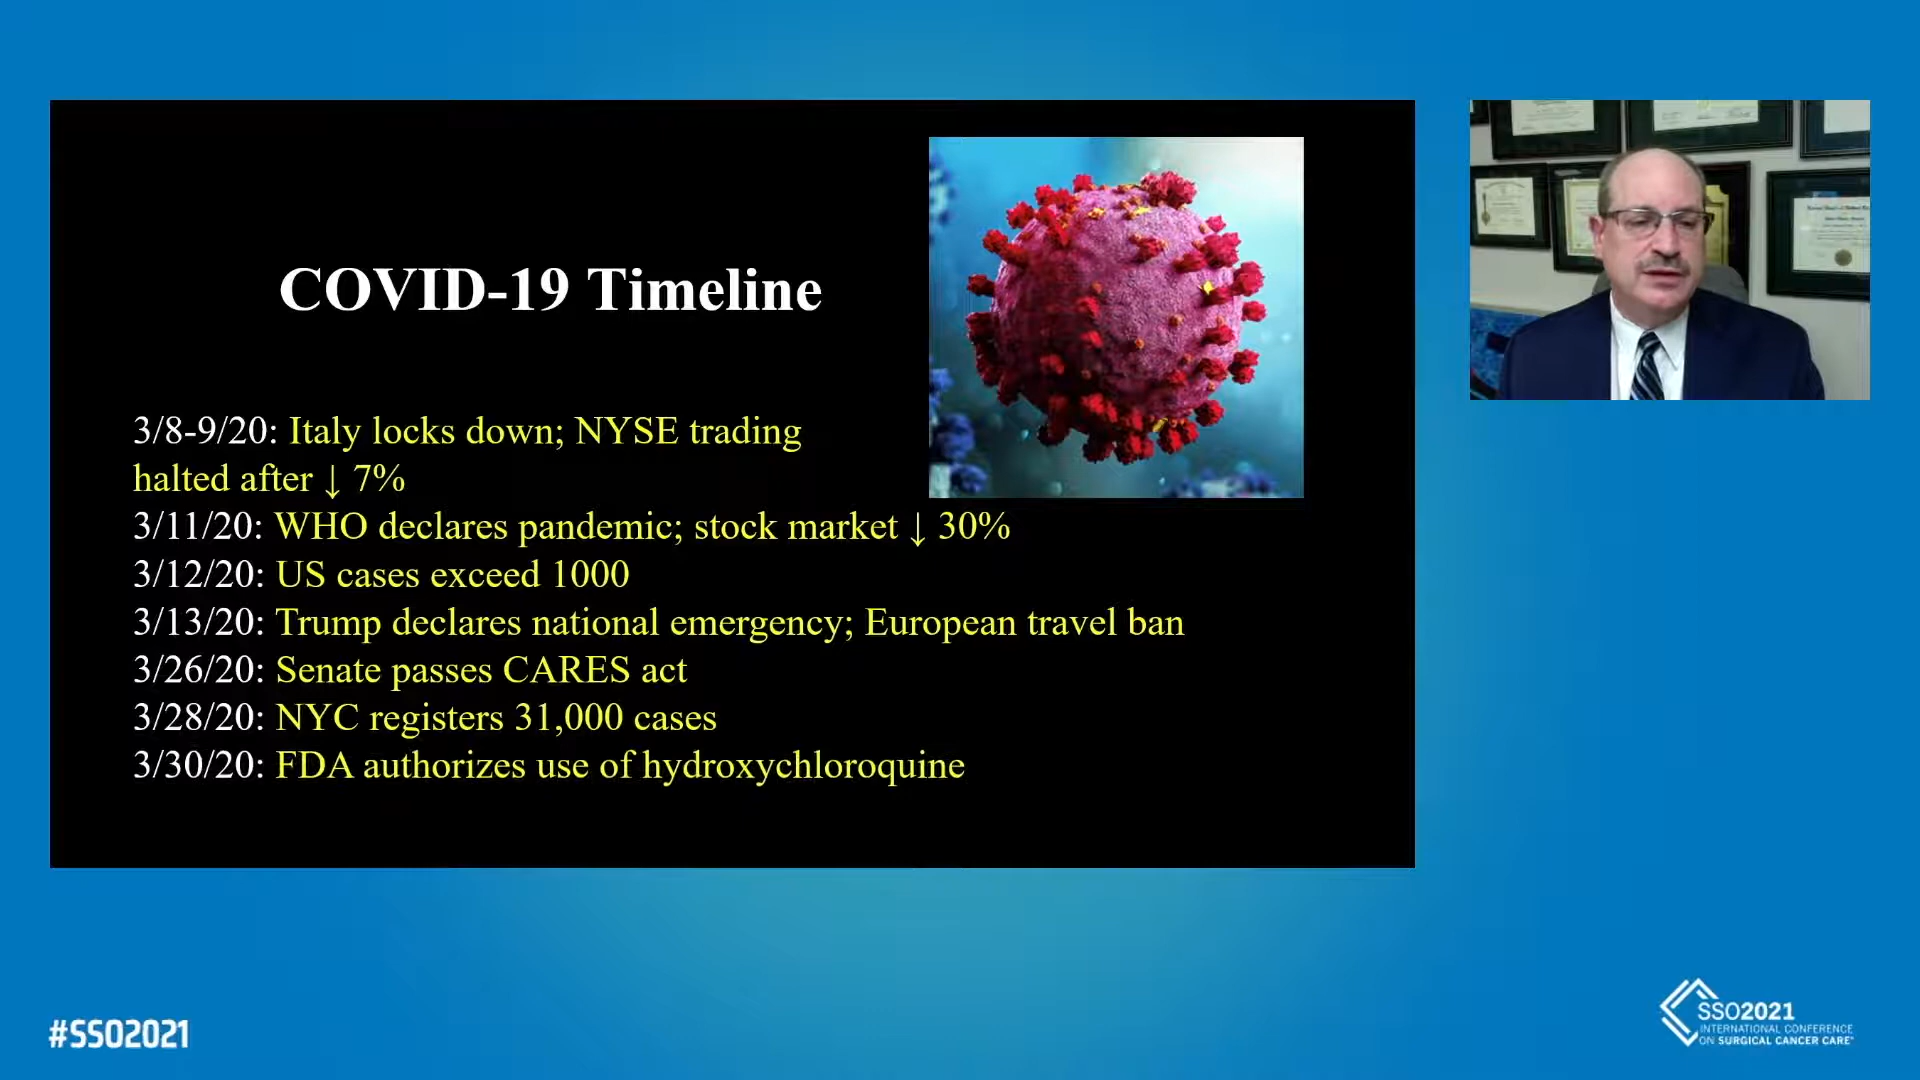 COVID-19 Timeline
3/8-9/20: Italy locks down; NYSE trading
halted after ↓ 7%
3/11/20: WHO declares pandemic; stock market ↓ 30%
3/12/20: US cases exceed 1000
3/13/20: Trump declares national emergency; European travel ban
3/26/20: Senate passes CARES act
3/28/20: NYC registers 31,000 cases
3/30/20: FDA authorizes use of hydroxychloroquine
#SSO2021
SSO2021
INTERNATIONAL CONFERENCE
ON SURGICAL CANCER CARE